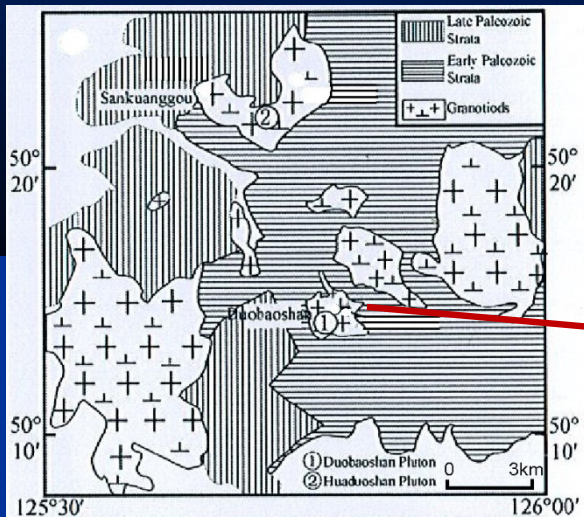 Late Paleozoic
Strata
Early Palcozoic
Strata
Granotiods
Sankuanggou
②
50°
20′
50°
20′
Duobaoshan
①
50°
10′
50°
10′
① Duobaoshan Pluton
② Huaduoshan Pluton
0 3km
125°30′
126°00′